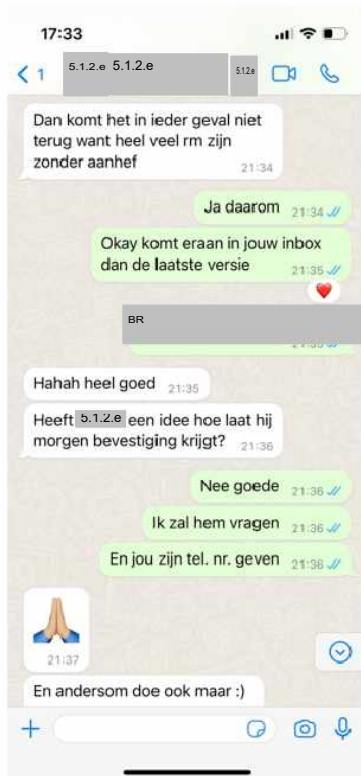 17:33
1 5.1.2.e 5.1.2.e 5.1.2e
Dan komt het in ieder geval niet
terug want heel veel rm zijn
zonder aanhef
21:34
Ja daarom 21:34
Okay komt eraan in jouw inbox
dan de laatste versie 21:35
BR
Hahah heel goed 21:35
Heeft 5.1.2.e een idee hoe laat hij
morgen bevestiging krijgt? 21:36
Nee goede 21:36
Ik zal hem vragen 21:36
En jou zijn tel. nr. geven 21:36
21:37
En andersom doe ook maar :)